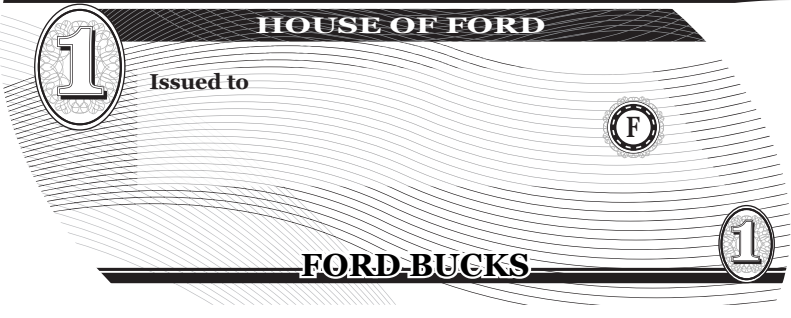 HOUSE OF FORD
1
Issued to
F
1
FORD BUCKS